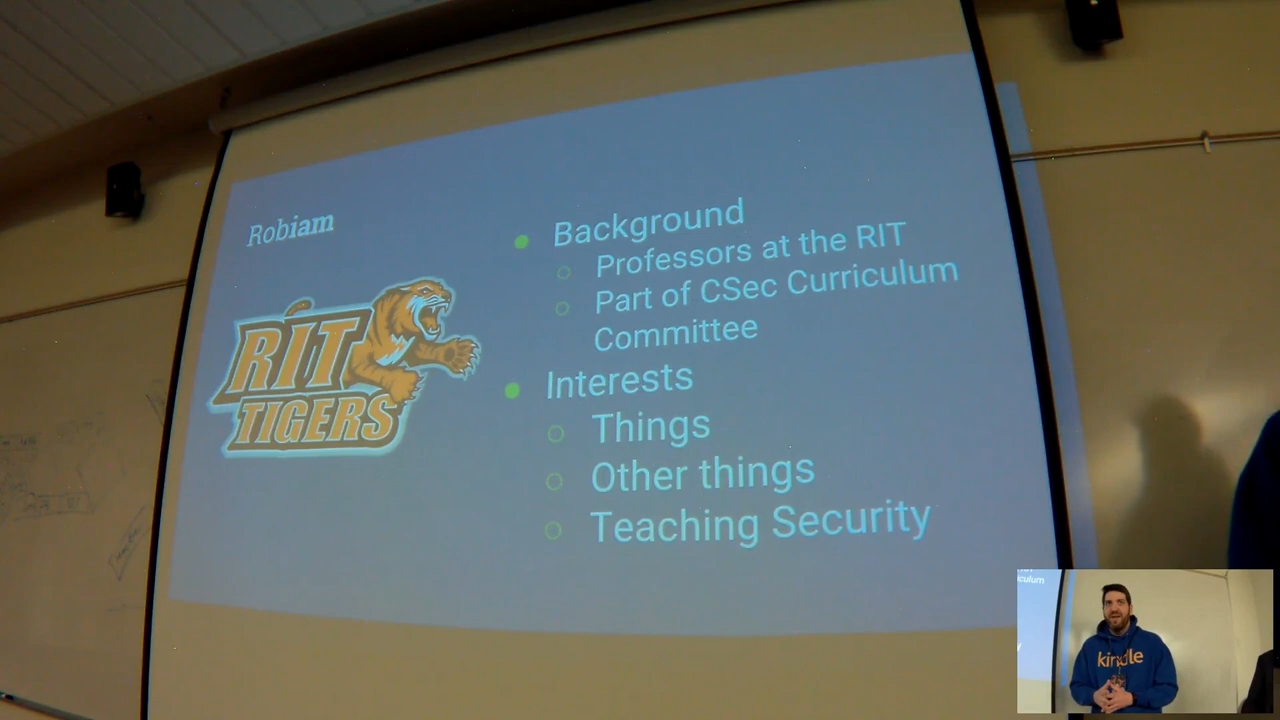 Robiam
RIT
TIGERS
Background
Professors at the RIT
Part of CSec Curriculum
Committee
Interests
Things
Other things
Teaching Security
iculum
kindle